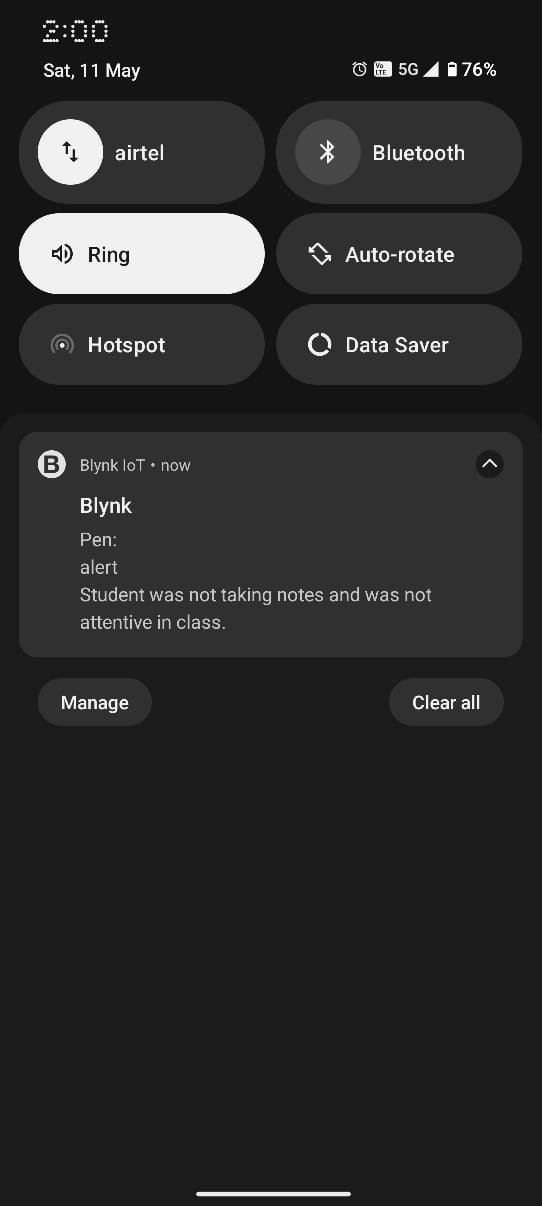 2:00
Sat, 11 May
Vo LTE 5G 76%
airtel
Bluetooth
Ring
Auto-rotate
Hotspot
Data Saver
B Blynk IoT • now
Blynk
Pen:
alert
Student was not taking notes and was not
attentive in class.
Manage
Clear all